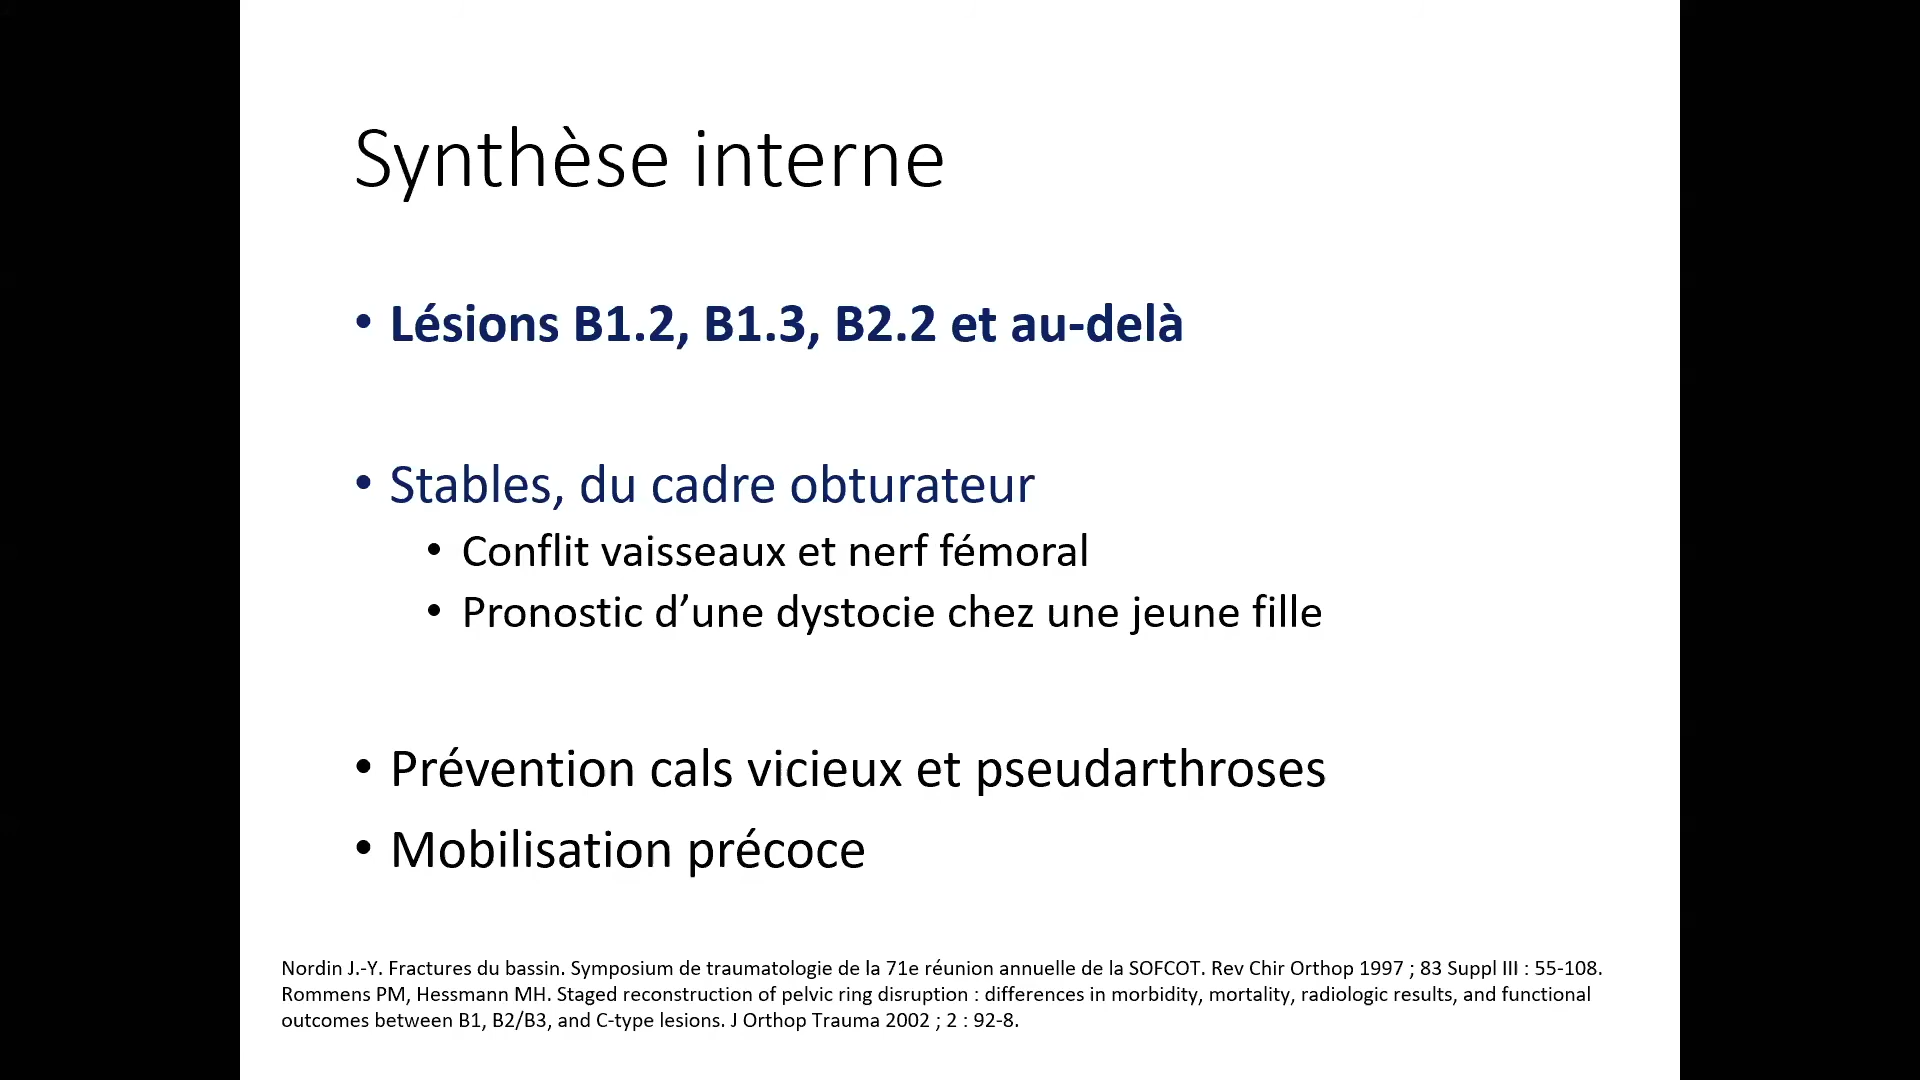 Synthèse interne
• Lésions B1.2, B1.3, B2.2 et au-delà
• Stables, du cadre obturateur
• Conflit vaisseaux et nerf fémoral
• Pronostic d’une dystocie chez une jeune fille
• Prévention cals vicieux et pseudarthroses
• Mobilisation précoce
Nordin J.-Y. Fractures du bassin. Symposium de traumatologie de la 71e réunion annuelle de la SOFCOT. Rev Chir Orthop 1997 ; 83 Suppl III : 55-108.
Rommens PM, Hessmann MH. Staged reconstruction of pelvic ring disruption : differences in morbidity, mortality, radiologic results, and functional
outcomes between B1, B2/B3, and C-type lesions. J Orthop Trauma 2002 ; 2 : 92-8.